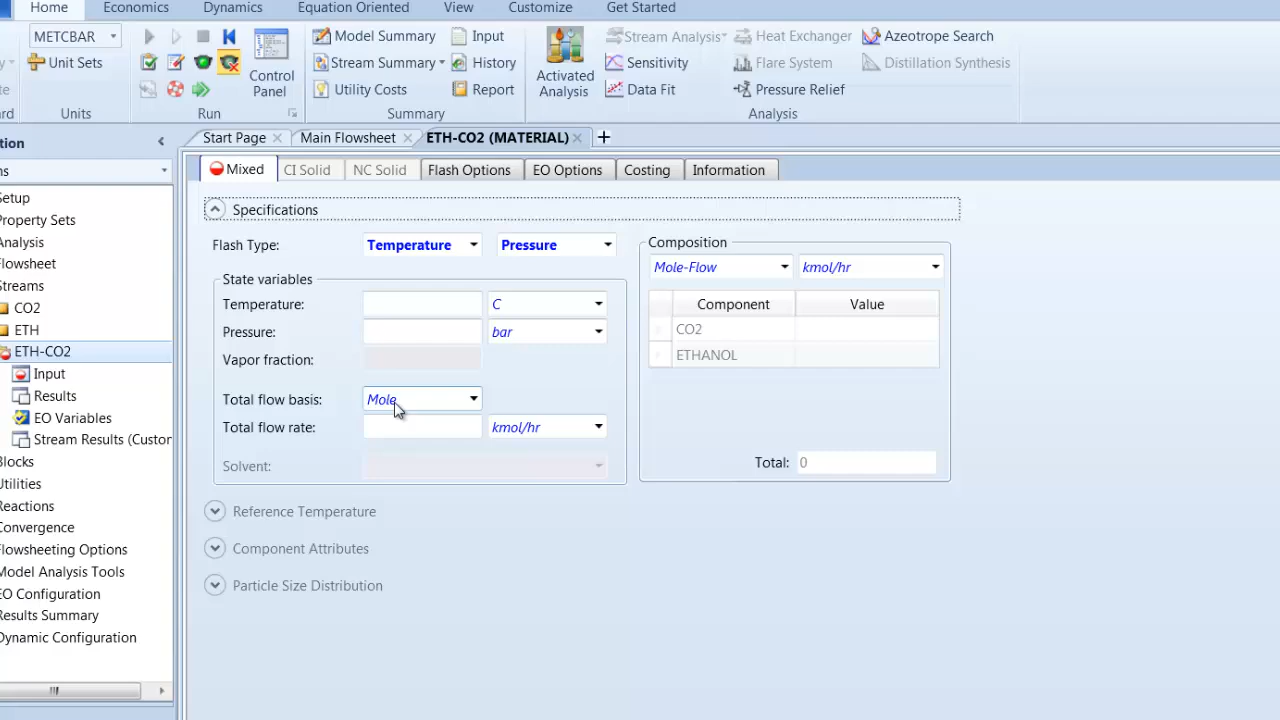 Home Economics Dynamics Equation Oriented View Customize Get Started
METCBAR
Unit Sets
Units
Run
Control
Panel
Model Summary
Stream Summary
Utility Costs
Input
History
Report
Summary
Activated
Analysis
Stream Analysis
Sensitivity
Data Fit
Heat Exchanger
Flare System
Pressure Relief
Azeotrope Search
Distillation Synthesis
Analysis
Start Page
Main Flowsheet
ETH-CO2 (MATERIAL)
tion
ns
Setup
Property Sets
Analysis
Flowsheet
Streams
CO2
ETH
ETH-CO2
Input
Results
EO Variables
Stream Results (Custor
Blocks
Utilities
Reactions
Convergence
Flowsheeting Options
Model Analysis Tools
EO Configuration
Results Summary
Dynamic Configuration
Mixed CI Solid NC Solid Flash Options EO Options Costing Information
Specifications
Flash Type: Temperature Pressure
State variables
Temperature: C
Pressure: bar
Vapor fraction:
Total flow basis: Mole
Total flow rate: kmol/hr
Solvent:
Composition
Mole-Flow kmol/hr
Component Value
CO2
ETHANOL
Total: 0
Reference Temperature
Component Attributes
Particle Size Distribution